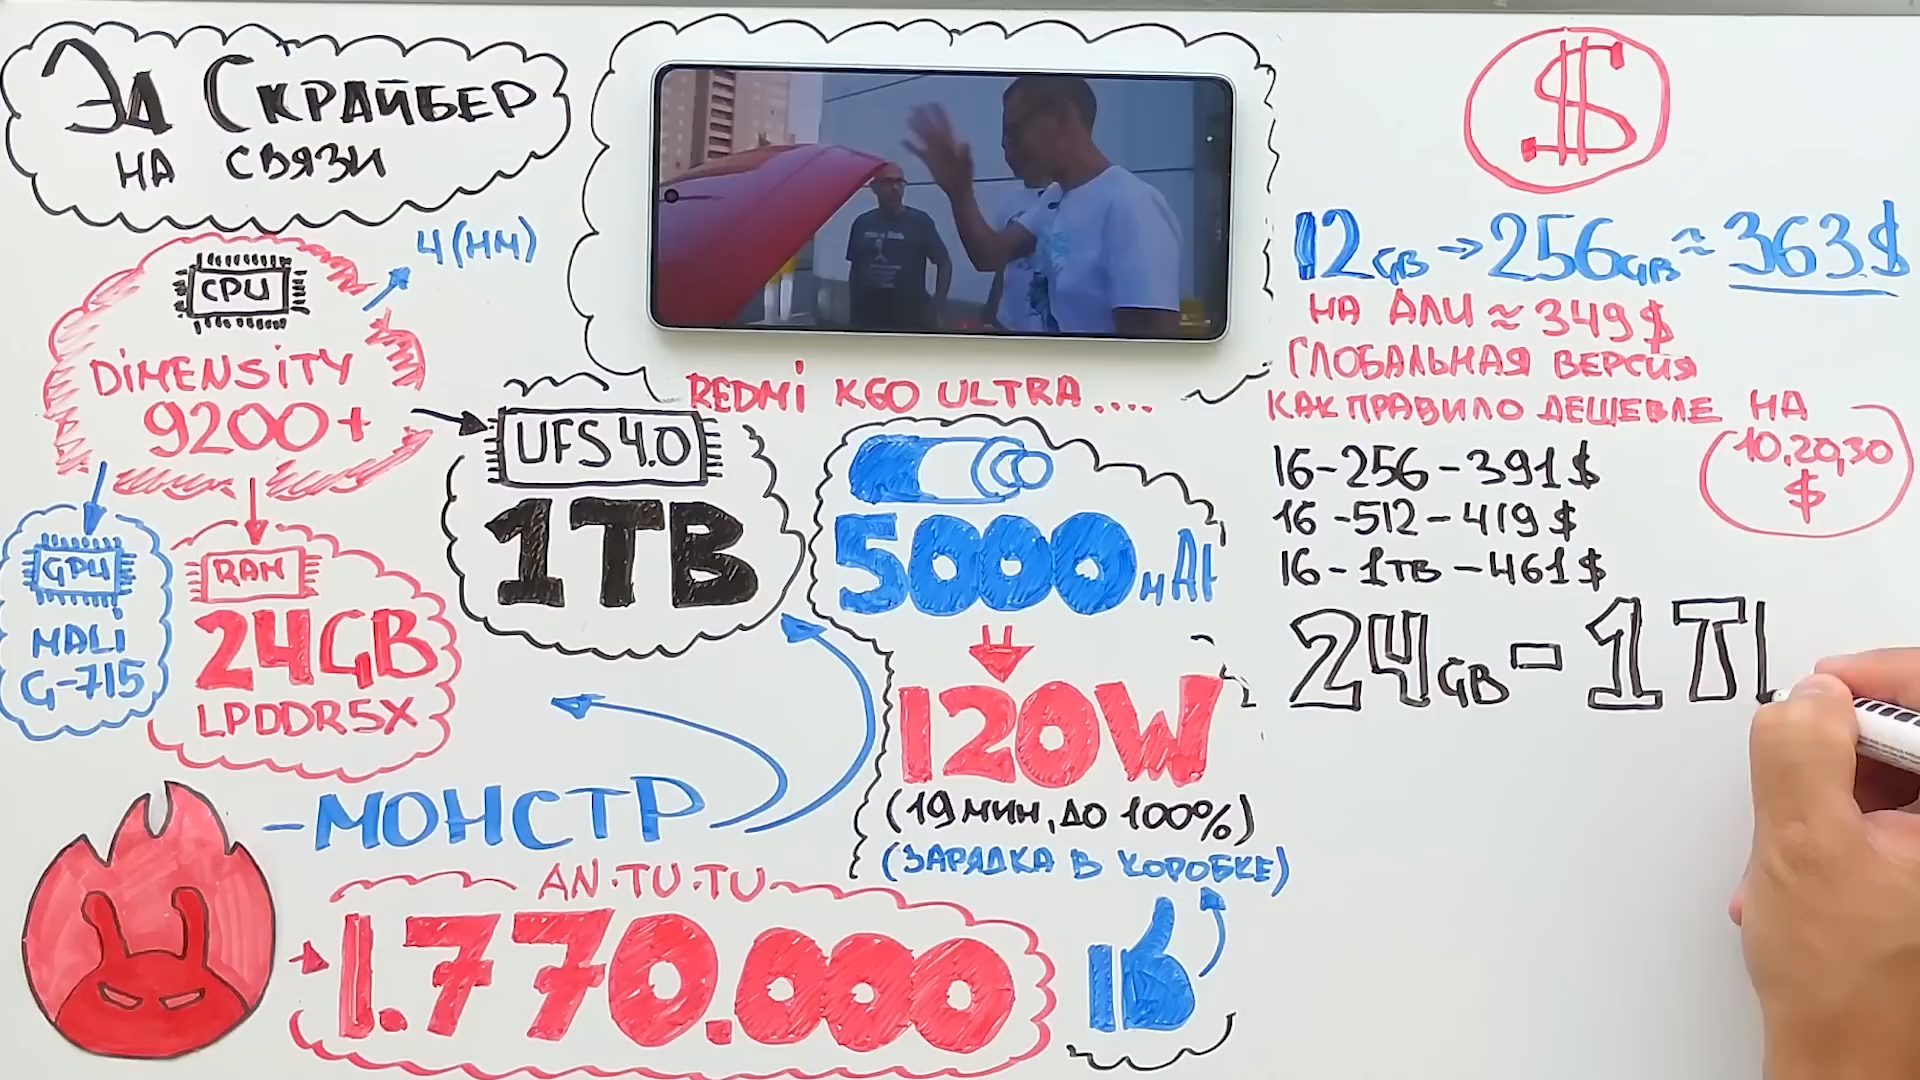 Эд Скрайбер
на связи
CPU
4(нм)
DiMENSiTY
9200+
GPU
MALi
G-715
RAM
24GB
LPDDR5X
UFS 4.0
1TB
REDMi K60 ULTRA....
5000мАг
120W
(19 мин, до 100%)
(зарядка в коробке)
-МОНСТР
AN·TU·TU
1.770.000
$
12GB → 256GB ≈ 363$
на Али ≈ 349$
глобальная версия
как правило дешевле на
10,20,30
$
16-256-391$
16-512-419$
16-1TB-461$
24GB-1T